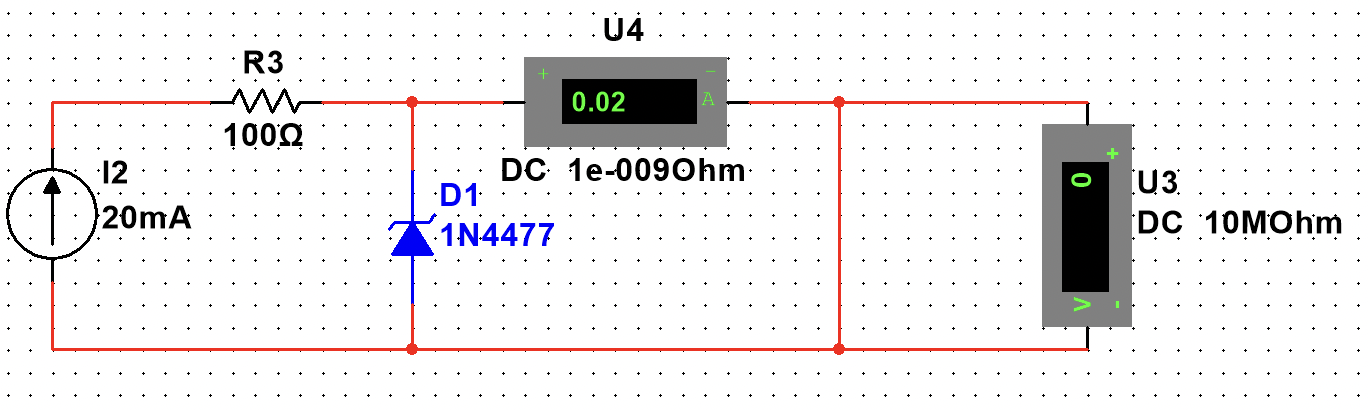 U4
R3
+ −
0.02 A
100Ω
DC 1e-009Ohm
I2
20mA
D1
1N4477
+
0
U3
DC 10MOhm
V -